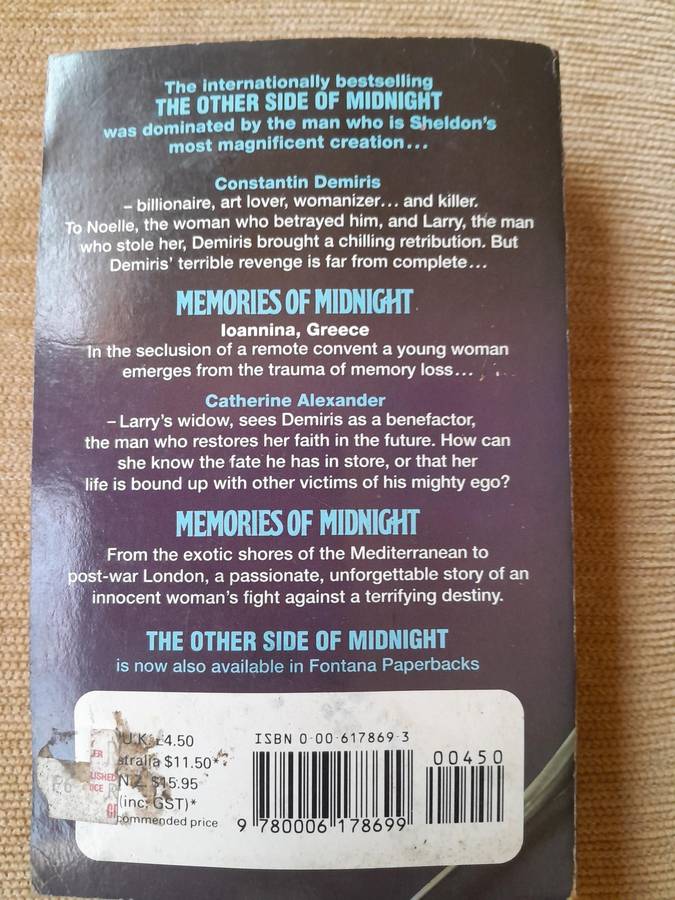 The internationally bestselling
THE OTHER SIDE OF MIDNIGHT
was dominated by the man who is Sheldon's
most magnificent creation...
Constantin Demiris
– billionaire, art lover, womanizer... and killer.
To Noelle, the woman who betrayed him, and Larry, the man
who stole her, Demiris brought a chilling retribution. But
Demiris' terrible revenge is far from complete...
MEMORIES OF MIDNIGHT
Ioannina, Greece
In the seclusion of a remote convent a young woman
emerges from the trauma of memory loss...
Catherine Alexander
– Larry's widow, sees Demiris as a benefactor,
the man who restores her faith in the future. How can
she know the fate he has in store, or that her
life is bound up with other victims of his mighty ego?
MEMORIES OF MIDNIGHT
From the exotic shores of the Mediterranean to
post-war London, a passionate, unforgettable story of an
innocent woman's fight against a terrifying destiny.
THE OTHER SIDE OF MIDNIGHT
is now also available in Fontana Paperbacks
U.K. £4.50
stralia $11.50*
N.Z. $15.95
(inc. GST)*
commended price
ISBN 0-00-617869-3
00450
9 780006 178699